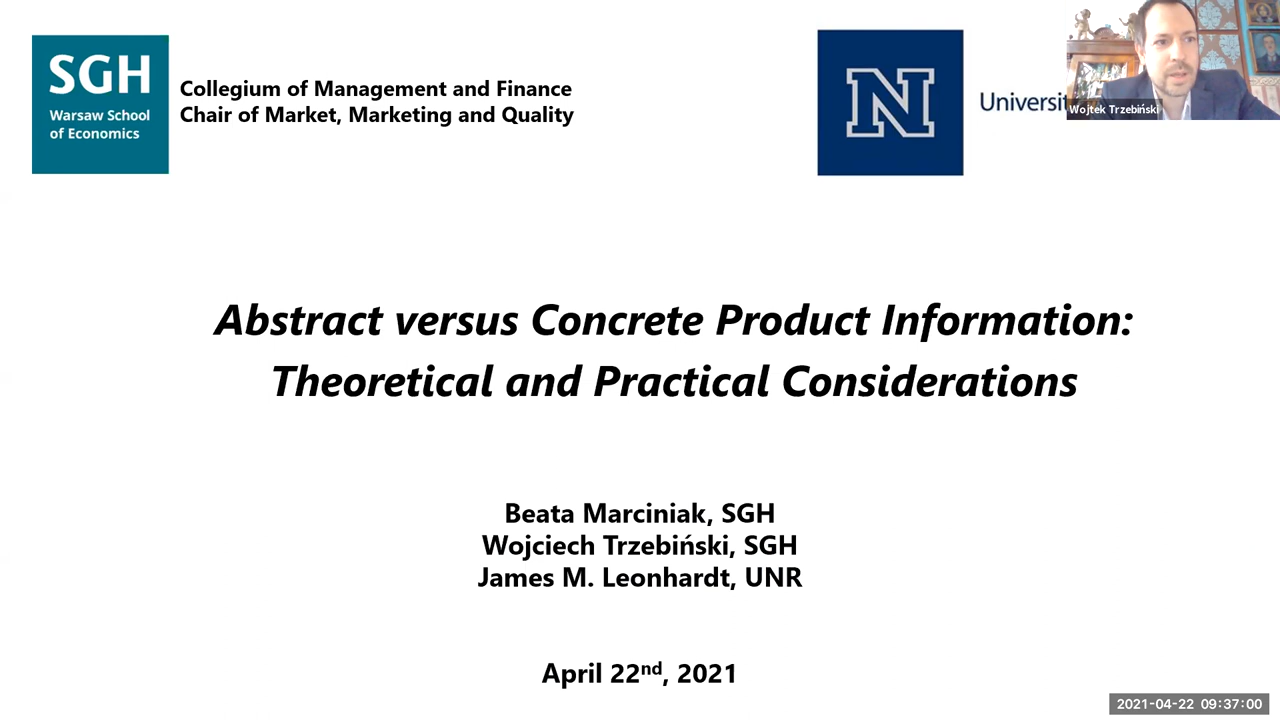 SGH
Warsaw School
of Economics
Collegium of Management and Finance
Chair of Market, Marketing and Quality
N
Wojtek Trzebiński
Abstract versus Concrete Product Information:
Theoretical and Practical Considerations
Beata Marciniak, SGH
Wojciech Trzebiński, SGH
James M. Leonhardt, UNR
April 22nd, 2021
2021-04-22 09:37:00